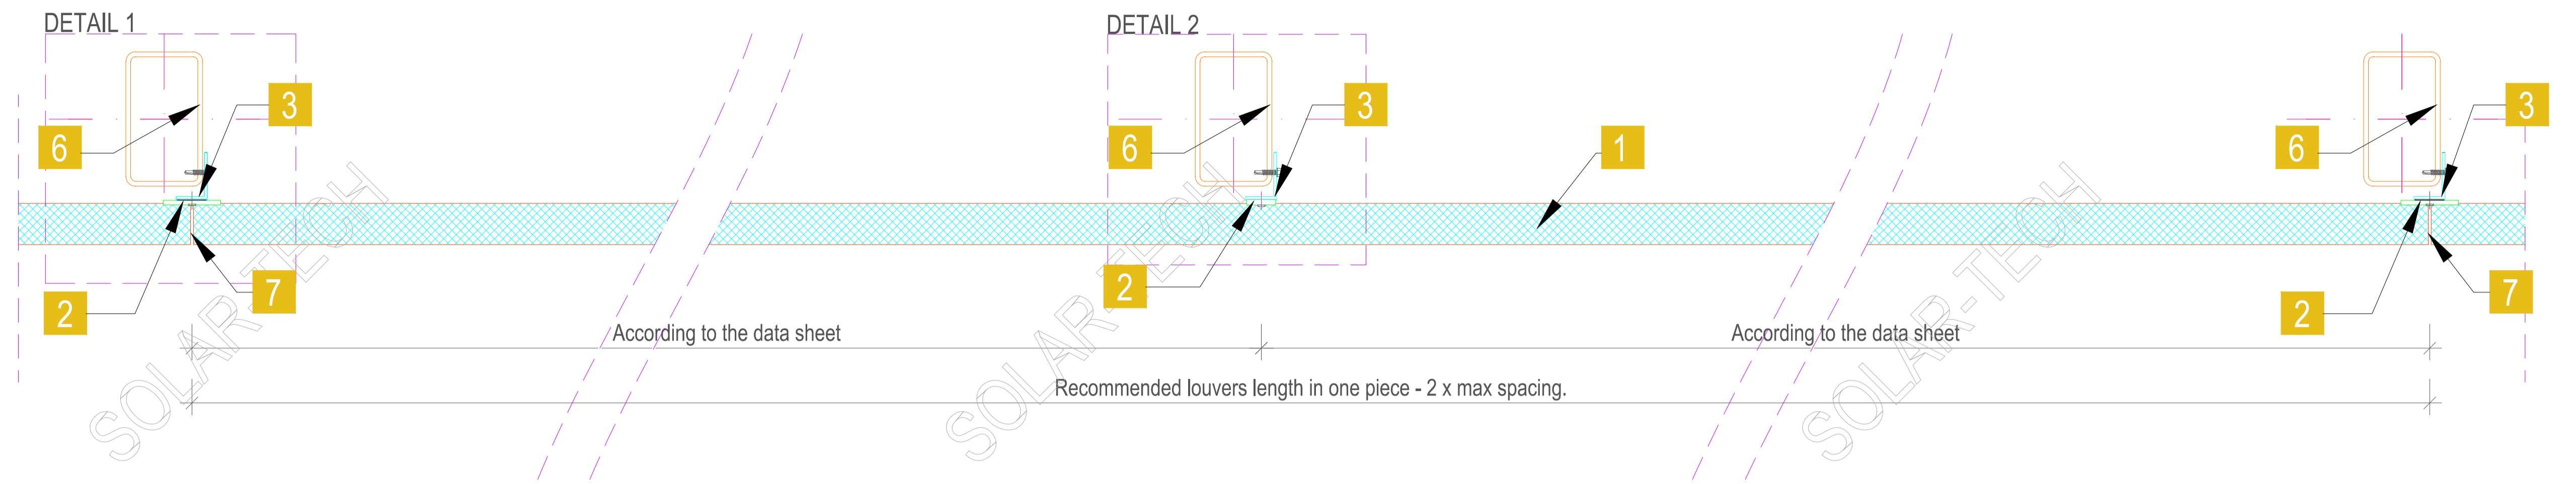 DETAIL 1
DETAIL 2
3
3
3
6
6
1
6
2
7
2
2
7
According to the data sheet
According to the data sheet
Recommended louvers length in one piece - 2 x max spacing.
SOLAR-TECH
SOLAR-TECH
SOLAR-TECH